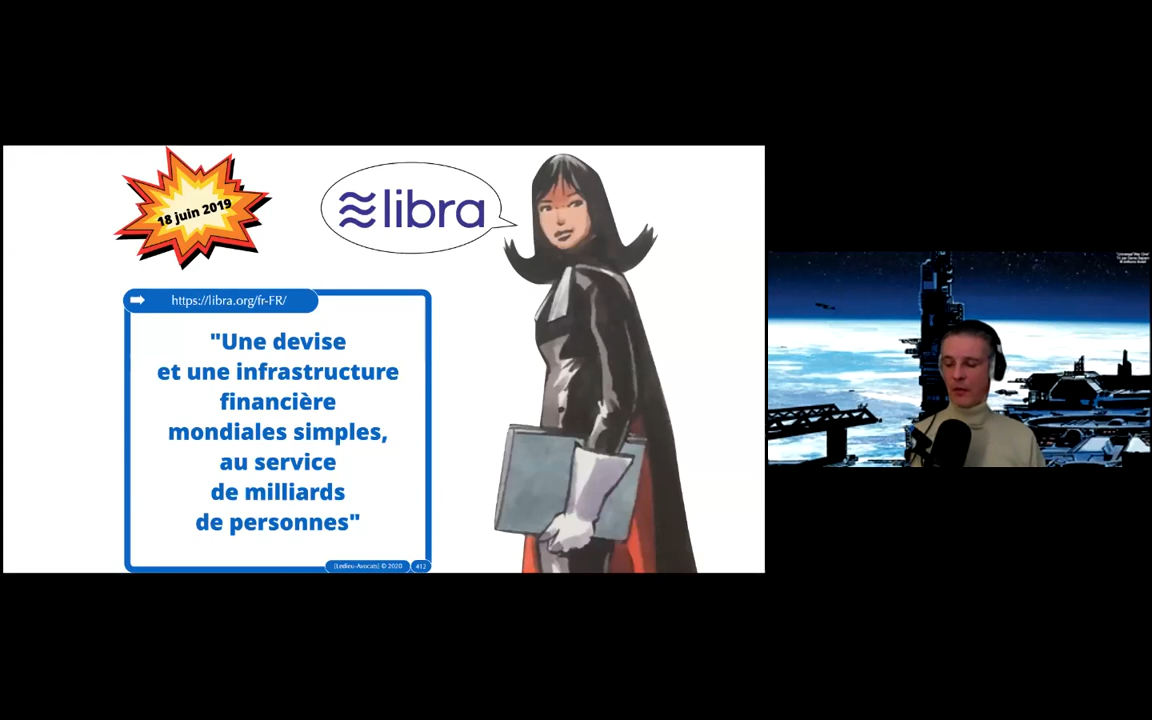 18 juin 2019
libra
https://libra.org/fr-FR/
"Une devise
et une infrastructure
financière
mondiales simples,
au service
de milliards
de personnes"
[Ledieu-Avocats] © 2020
412